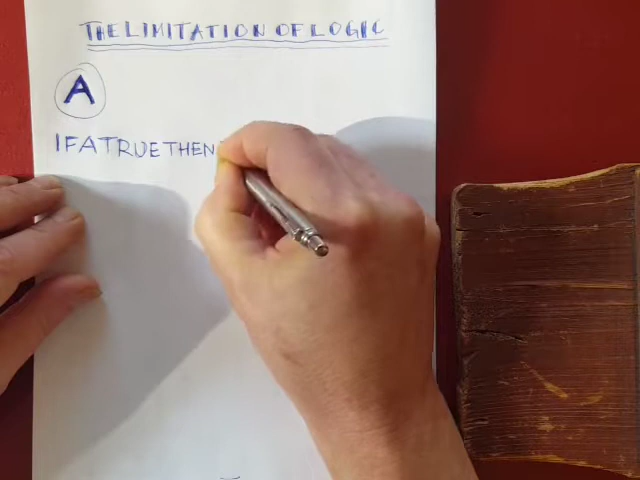 THE LIMITATION OF LOGIC
A
IF A TRUE THEN